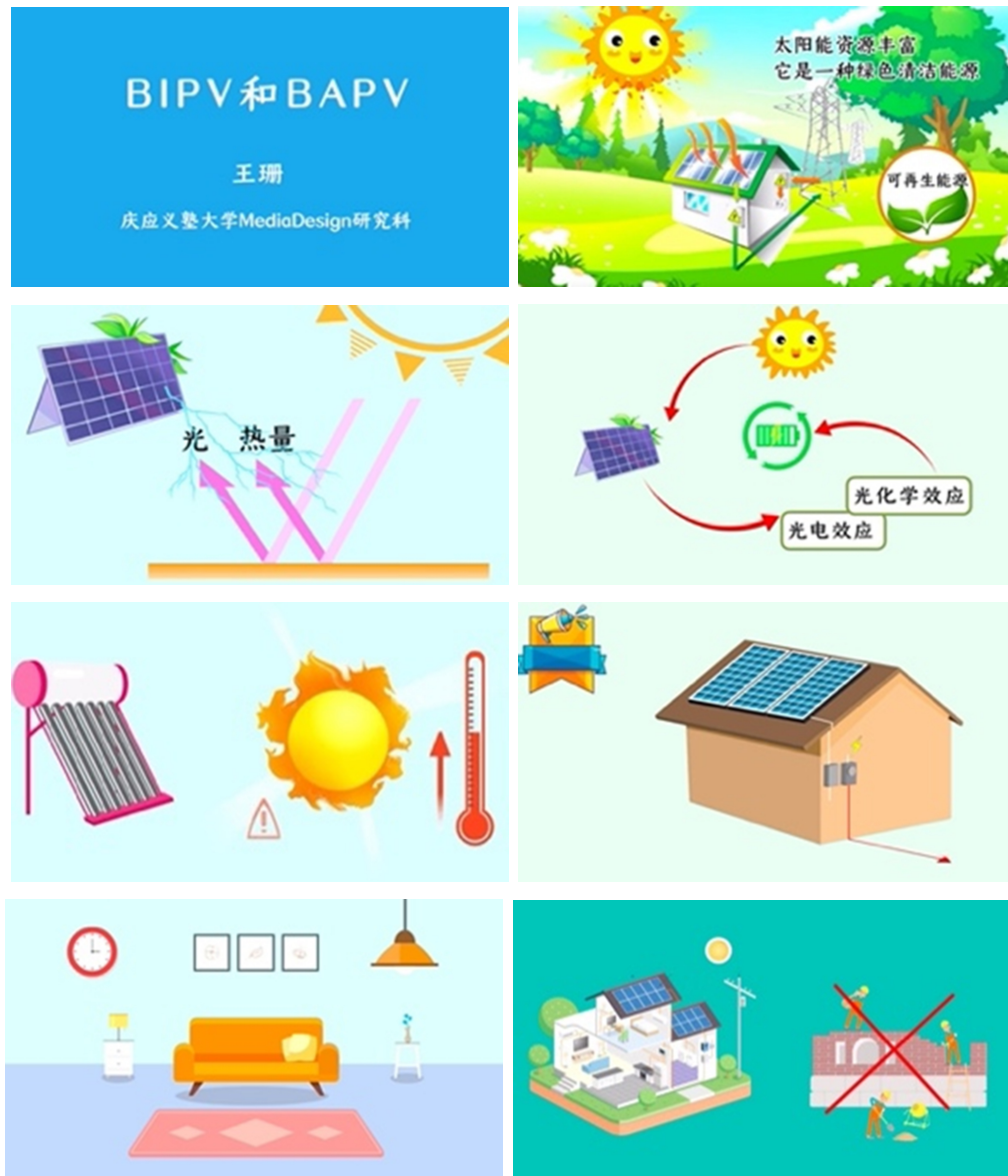 BIPV和BAPV
王珊
庆应义塾大学MediaDesign研究科
太阳能资源丰富
它是一种绿色清洁能源
可再生能源
光 热量
光化学效应
光电效应